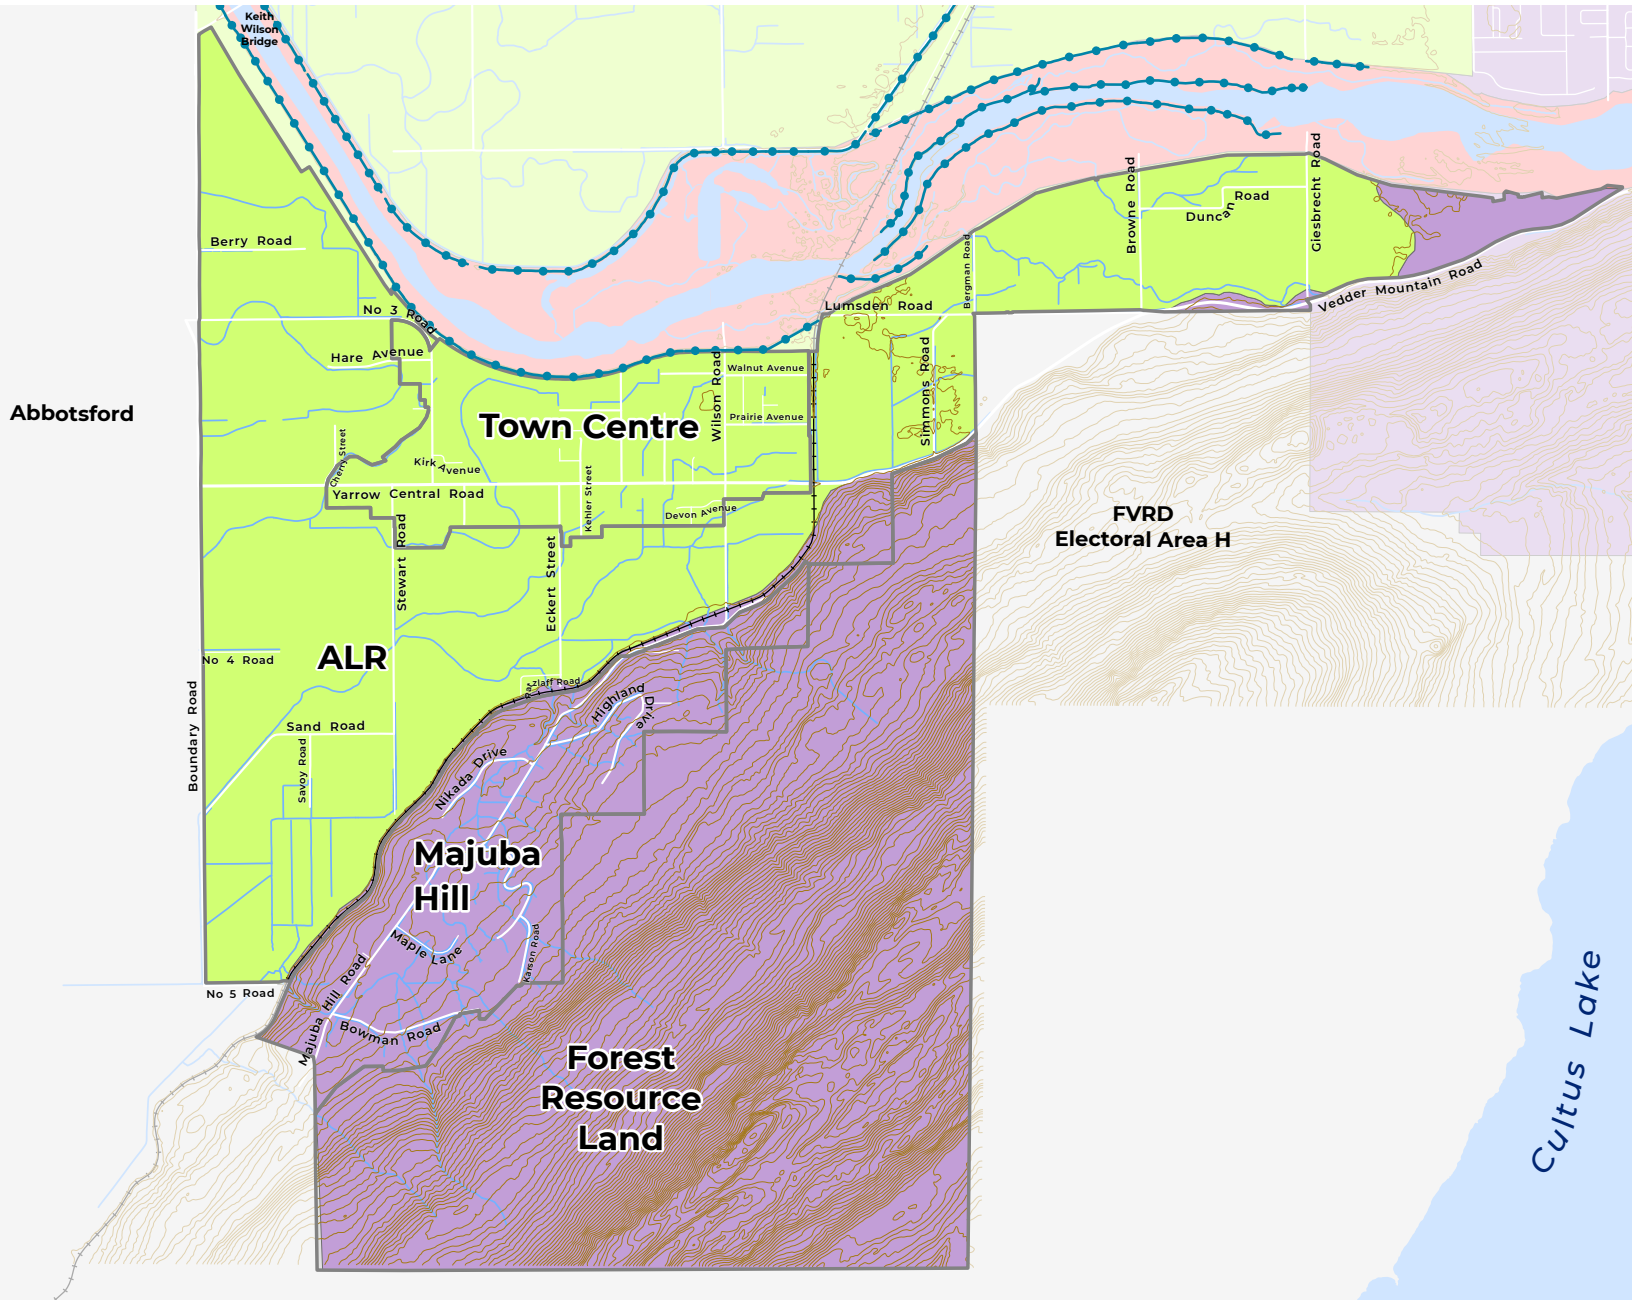 Keith
Wilson
Bridge
Browne Road
Giesbrecht Road
Road
Duncan
Berry Road
Bergman Road
Vedder Mountain Road
Lumsden Road
No 3 Road
Hare Avenue
Wilson Road
Walnut Avenue
Simmons Road
Abbotsford
Prairie Avenue
Town Centre
Cherry Street
Kirk Avenue
Kehler Street
Yarrow Central Road
Devon Avenue
FVRD
Electoral Area H
Stewart Road
Eckert Street
ALR
No 4 Road
Boundary Road
Ratzlaff Road
Highland Drive
Sand Road
Savoy Road
Nikada Drive
Majuba
Hill
Maple Lane
Karson Road
No 5 Road
Majuba Hill Road
Bowman Road
Forest
Resource
Land
Cultus Lake